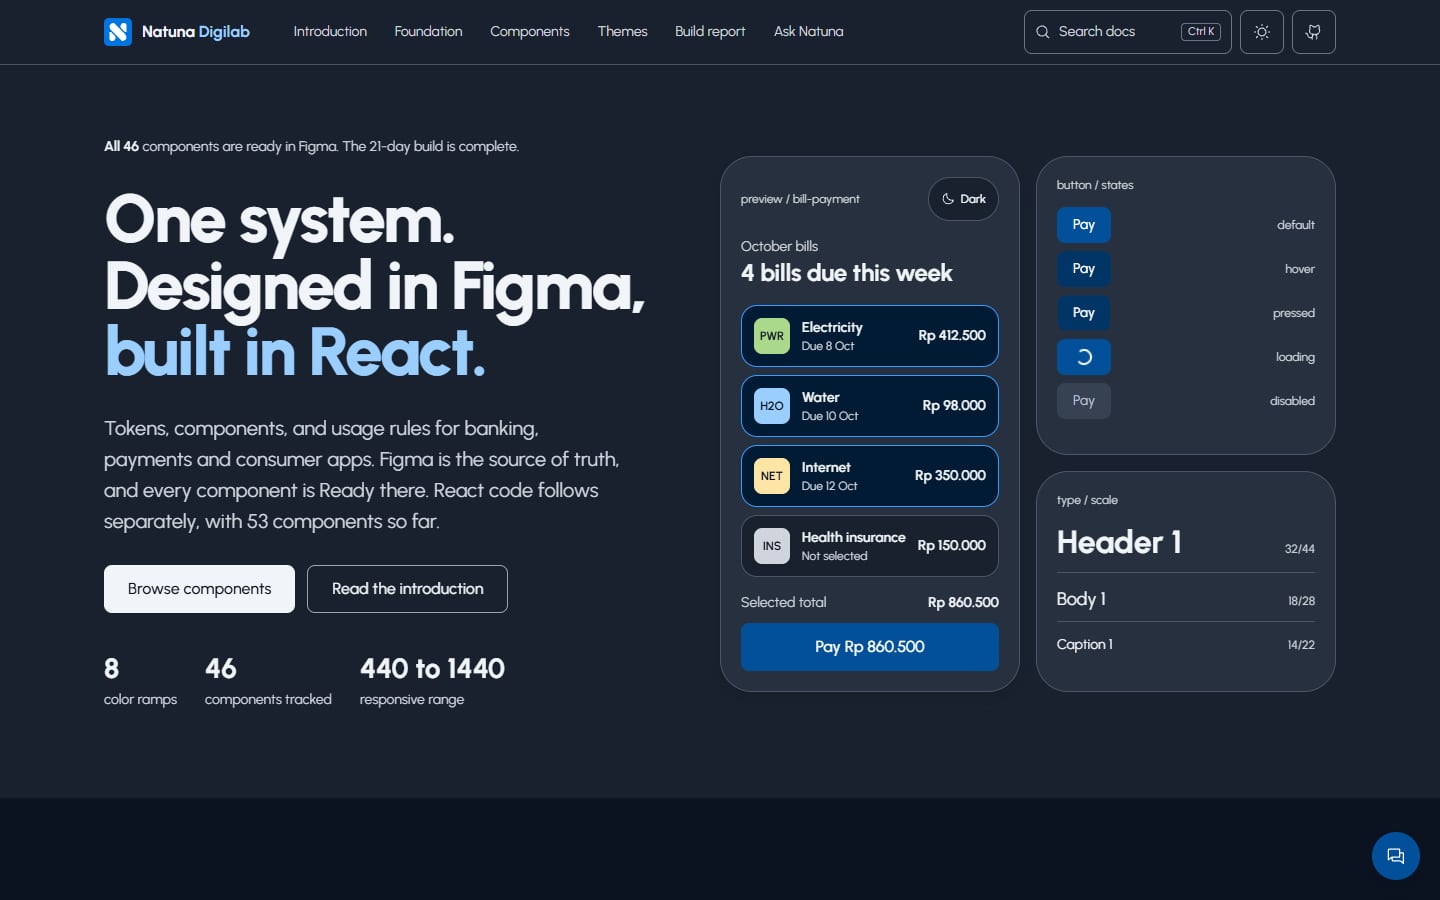 Natuna Digilab
Introduction
Foundation
Components
Themes
Build report
Ask Natuna
Search docs
Ctrl K
All 46 components are ready in Figma. The 21-day build is complete.
One system.
Designed in Figma,
built in React.
Tokens, components, and usage rules for banking,
payments and consumer apps. Figma is the source of truth,
and every component is Ready there. React code follows
separately, with 53 components so far.
Browse components
Read the introduction
8
color ramps
46
components tracked
440 to 1440
responsive range
preview / bill-payment
Dark
October bills
4 bills due this week
PWR
Electricity
Due 8 Oct
Rp 412.500
H2O
Water
Due 10 Oct
Rp 98.000
NET
Internet
Due 12 Oct
Rp 350.000
INS
Health insurance
Not selected
Rp 150.000
Selected total
Rp 860.500
Pay Rp 860.500
button / states
Pay
default
Pay
hover
Pay
pressed
loading
Pay
disabled
type / scale
Header 1
32/44
Body 1
18/28
Caption 1
14/22